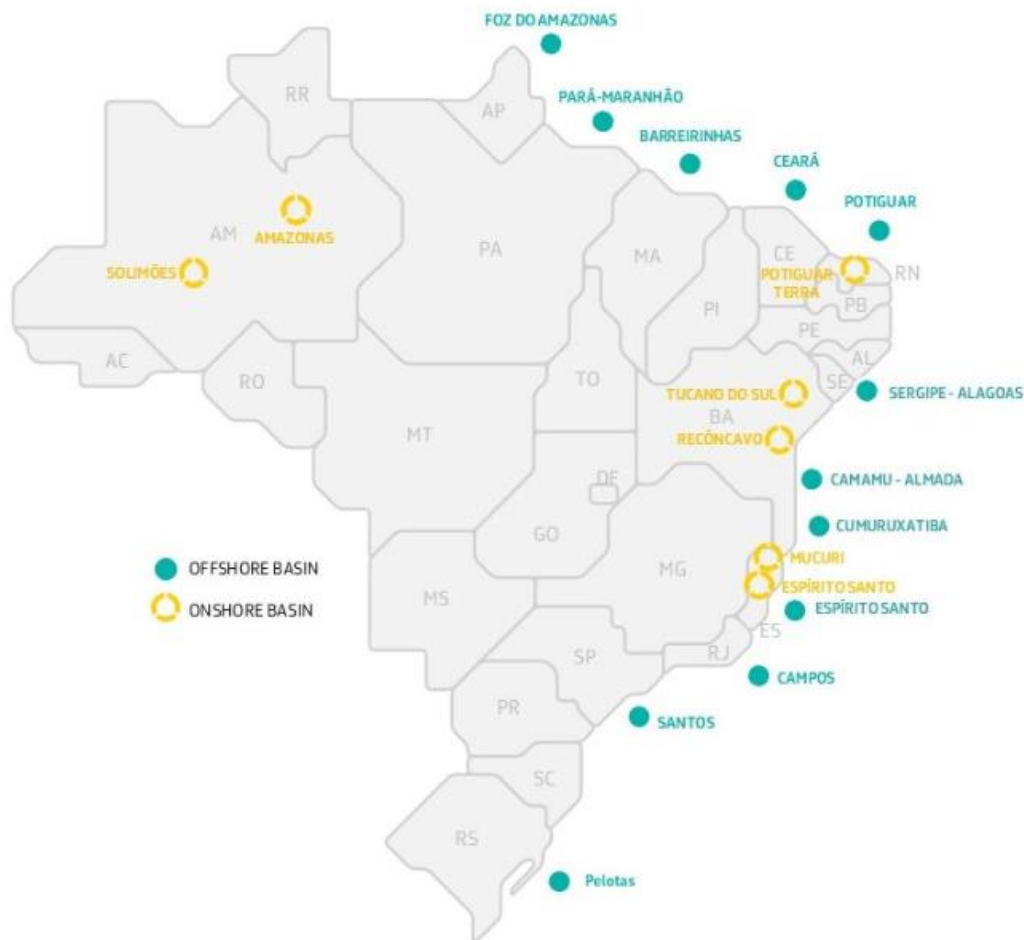 FOZ DO AMAZONAS
RR
AP
PARÁ-MARANHÃO
BARREIRINHAS
CEARÁ
POTIGUAR
AM
AMAZONAS
SOLIMÕES
PA
MA
CE
POTIGUAR
TERRA
RN
PB
PI
PE
AL
SE
AC
RO
TO
TUCANO DO SUL
SERGIPE - ALAGOAS
BA
MT
RECÔNCAVO
DF
CAMAMU - ALMADA
GO
CUMURUXATIBA
MUCURI
OFFSHORE BASIN
MG
ESPÍRITO SANTO
MS
ONSHORE BASIN
ESPÍRITO SANTO
ES
SP
RJ
CAMPOS
PR
SANTOS
SC
RS
Pelotas